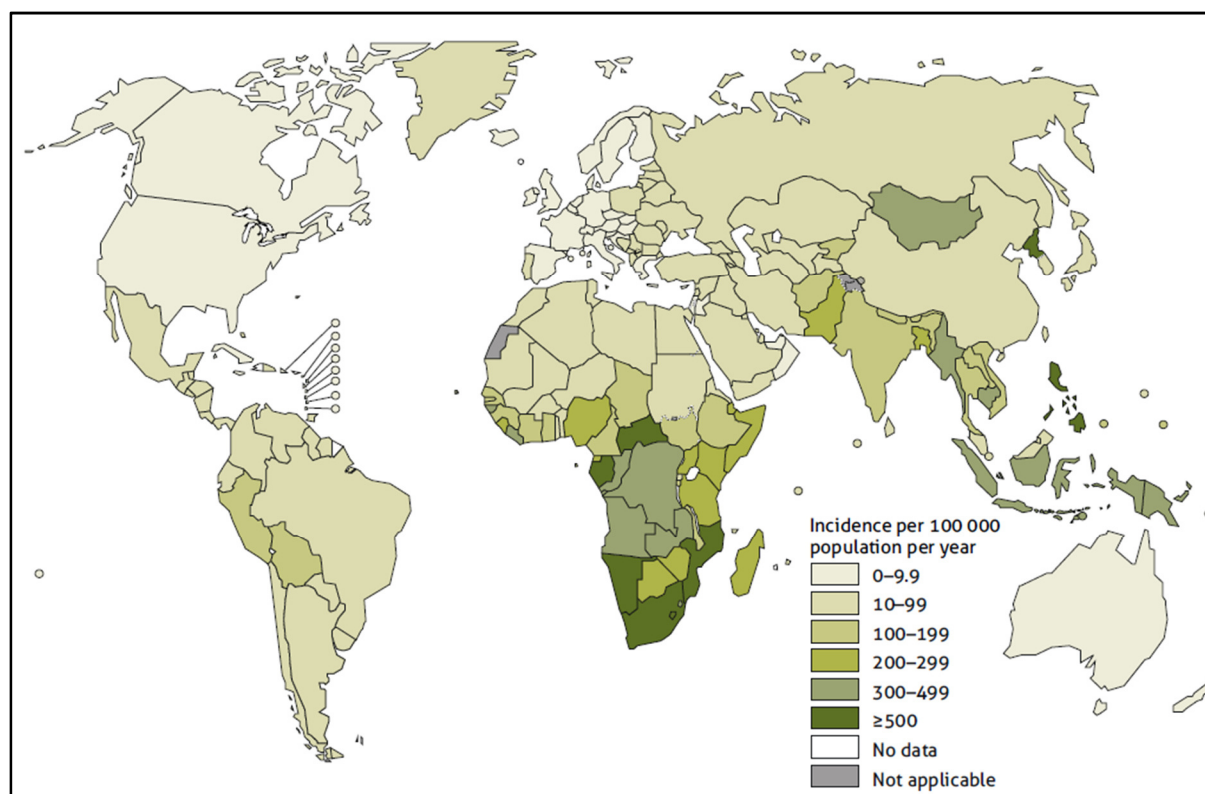 Incidence per 100 000
population per year
0–9.9
10–99
100–199
200–299
300–499
≥500
No data
Not applicable